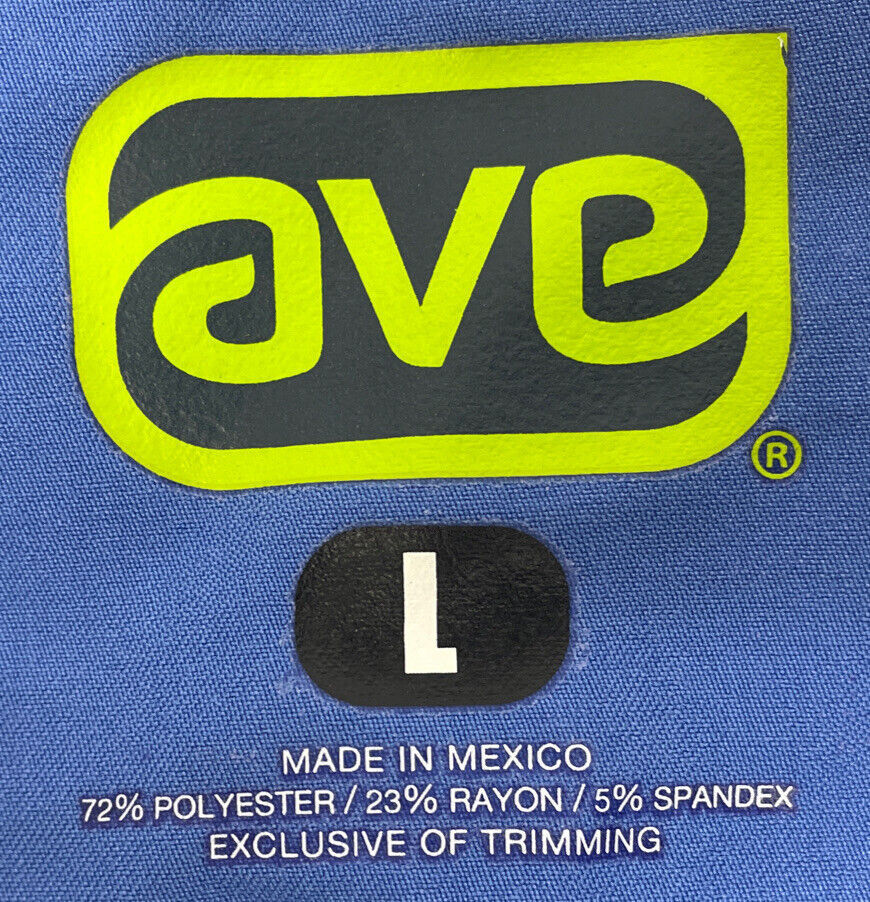 ave
®
L
MADE IN MEXICO
72% POLYESTER / 23% RAYON / 5% SPANDEX
EXCLUSIVE OF TRIMMING